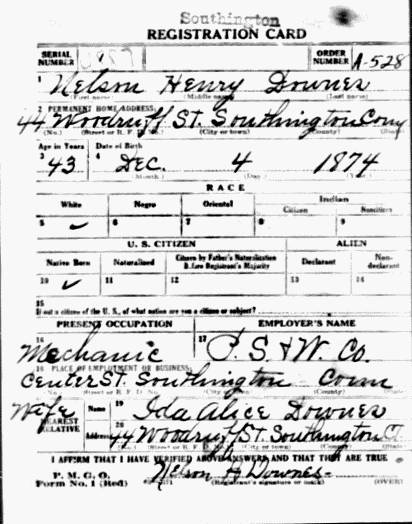 Southington
REGISTRATION CARD
SERIAL NUMBER
ORDER NUMBER A-528
1 Nelson Henry Downes
(First name) (Middle name) (Last name)
2 PERMANENT HOME ADDRESS:
44 Woodruff St. Southington Conn
(No.) (Street or R. F. D. No.) (City or town) (County) (State)
Age in Years Date of Birth
3 43 4 Dec. 4 1874
(Month.) (Day.) (Year.)
RACE
White Negro Oriental Indian
Citizen Noncitizen
5 ✓ 6 7 8 9
U. S. CITIZEN ALIEN
Native Born Naturalized Citizen by Father's Naturalization Before Registrant's Majority Declarant Non-declarant
10 ✓ 11 12 13 14
15
If not a citizen of the U. S., of what nation are you a citizen or subject?
PRESENT OCCUPATION EMPLOYER'S NAME
16 Mechanic 17 P. S. & W. Co.
18 PLACE OF EMPLOYMENT OR BUSINESS:
Center St. Southington Conn
(No.) (Street or R. F. D. No.) (City or town) (County) (State)
Wife Name 19 Ida Alice Downes
NEAREST RELATIVE
Address 20 44 Woodruff St. Southington Ct
(No.) (Street or R. F. D. No.) (City or town) (County) (State)
I AFFIRM THAT I HAVE VERIFIED ABOVE ANSWERS AND THAT THEY ARE TRUE
P. M. G. O.
Form No. 1 (Red) Nelson H Downes
(Registrant's signature or mark) (OVER)